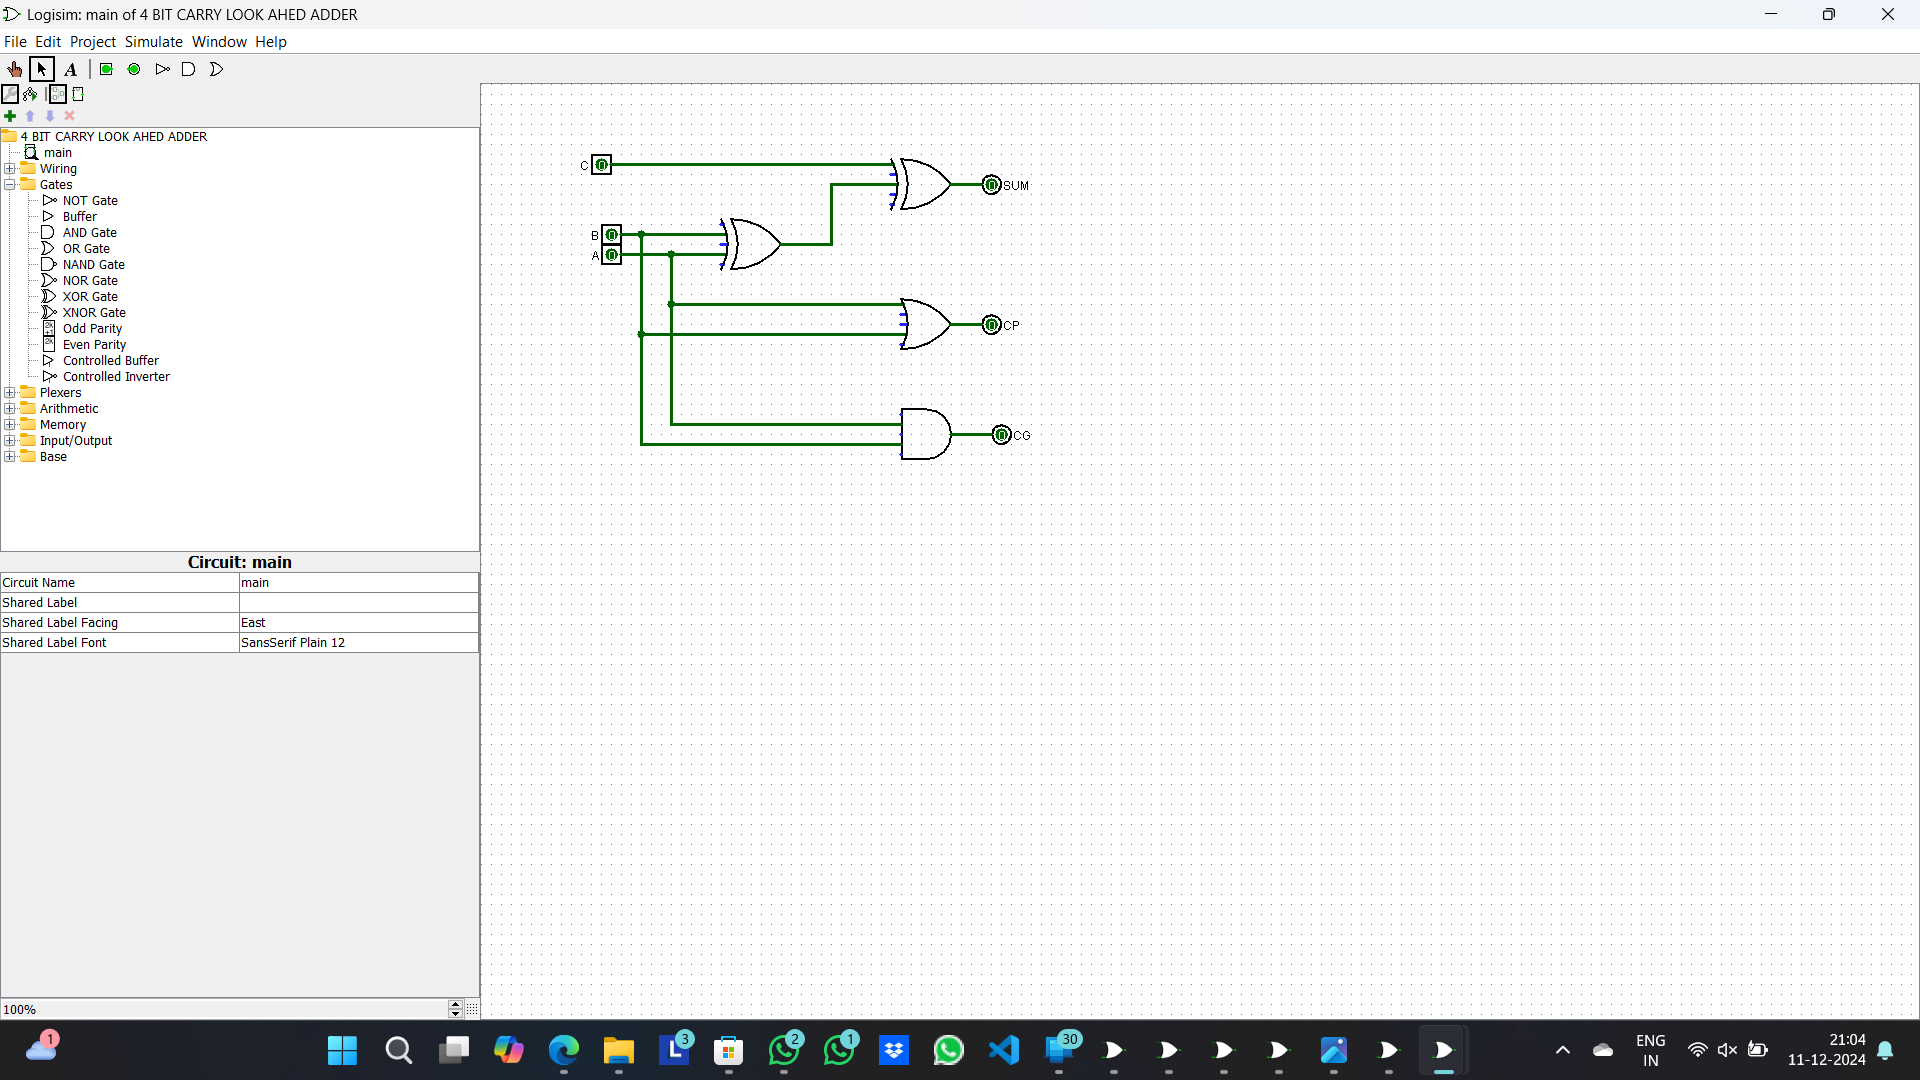 Logisim: main of 4 BIT CARRY LOOK AHED ADDER
File Edit Project Simulate Window Help
A
4 BIT CARRY LOOK AHED ADDER
main
Wiring
Gates
NOT Gate
Buffer
AND Gate
OR Gate
NAND Gate
NOR Gate
XOR Gate
XNOR Gate
2k+1 Odd Parity
2k Even Parity
Controlled Buffer
Controlled Inverter
Plexers
Arithmetic
Memory
Input/Output
Base
Circuit: main
Circuit Name main
Shared Label
Shared Label Facing East
Shared Label Font SansSerif Plain 12
100%
C 0
0 SUM
B 0
A 0
0 CP
0 CG
1
L 3
2
1
30
ENG
IN
21:04
11-12-2024